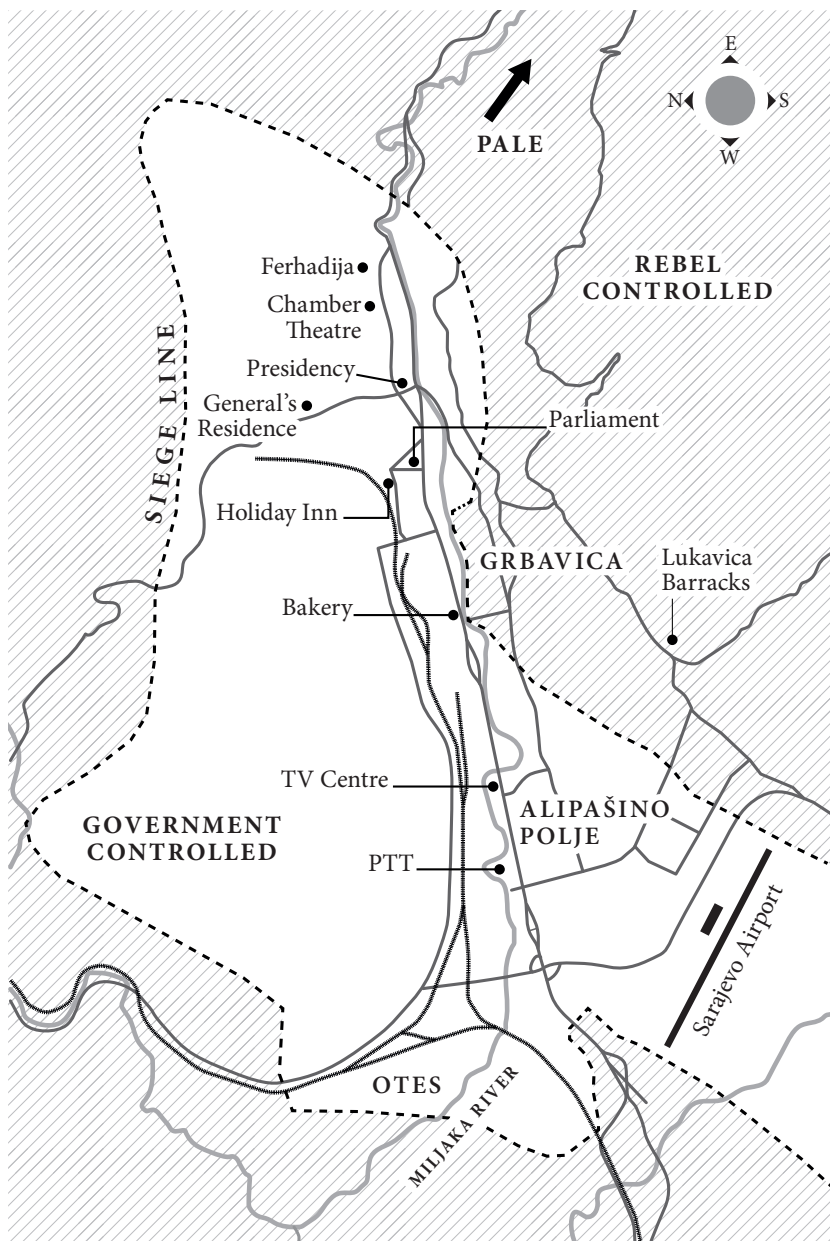 E
N
S
W
PALE
REBEL
CONTROLLED
Ferhadija
Chamber
Theatre
Presidency
General's
Residence
Parliament
SIEGE LINE
Holiday Inn
GRBAVICA
Lukavica
Barracks
Bakery
TV Centre
ALIPAŠINO
POLJE
GOVERNMENT
CONTROLLED
PTT
Sarajevo Airport
OTES
MILJAKA RIVER